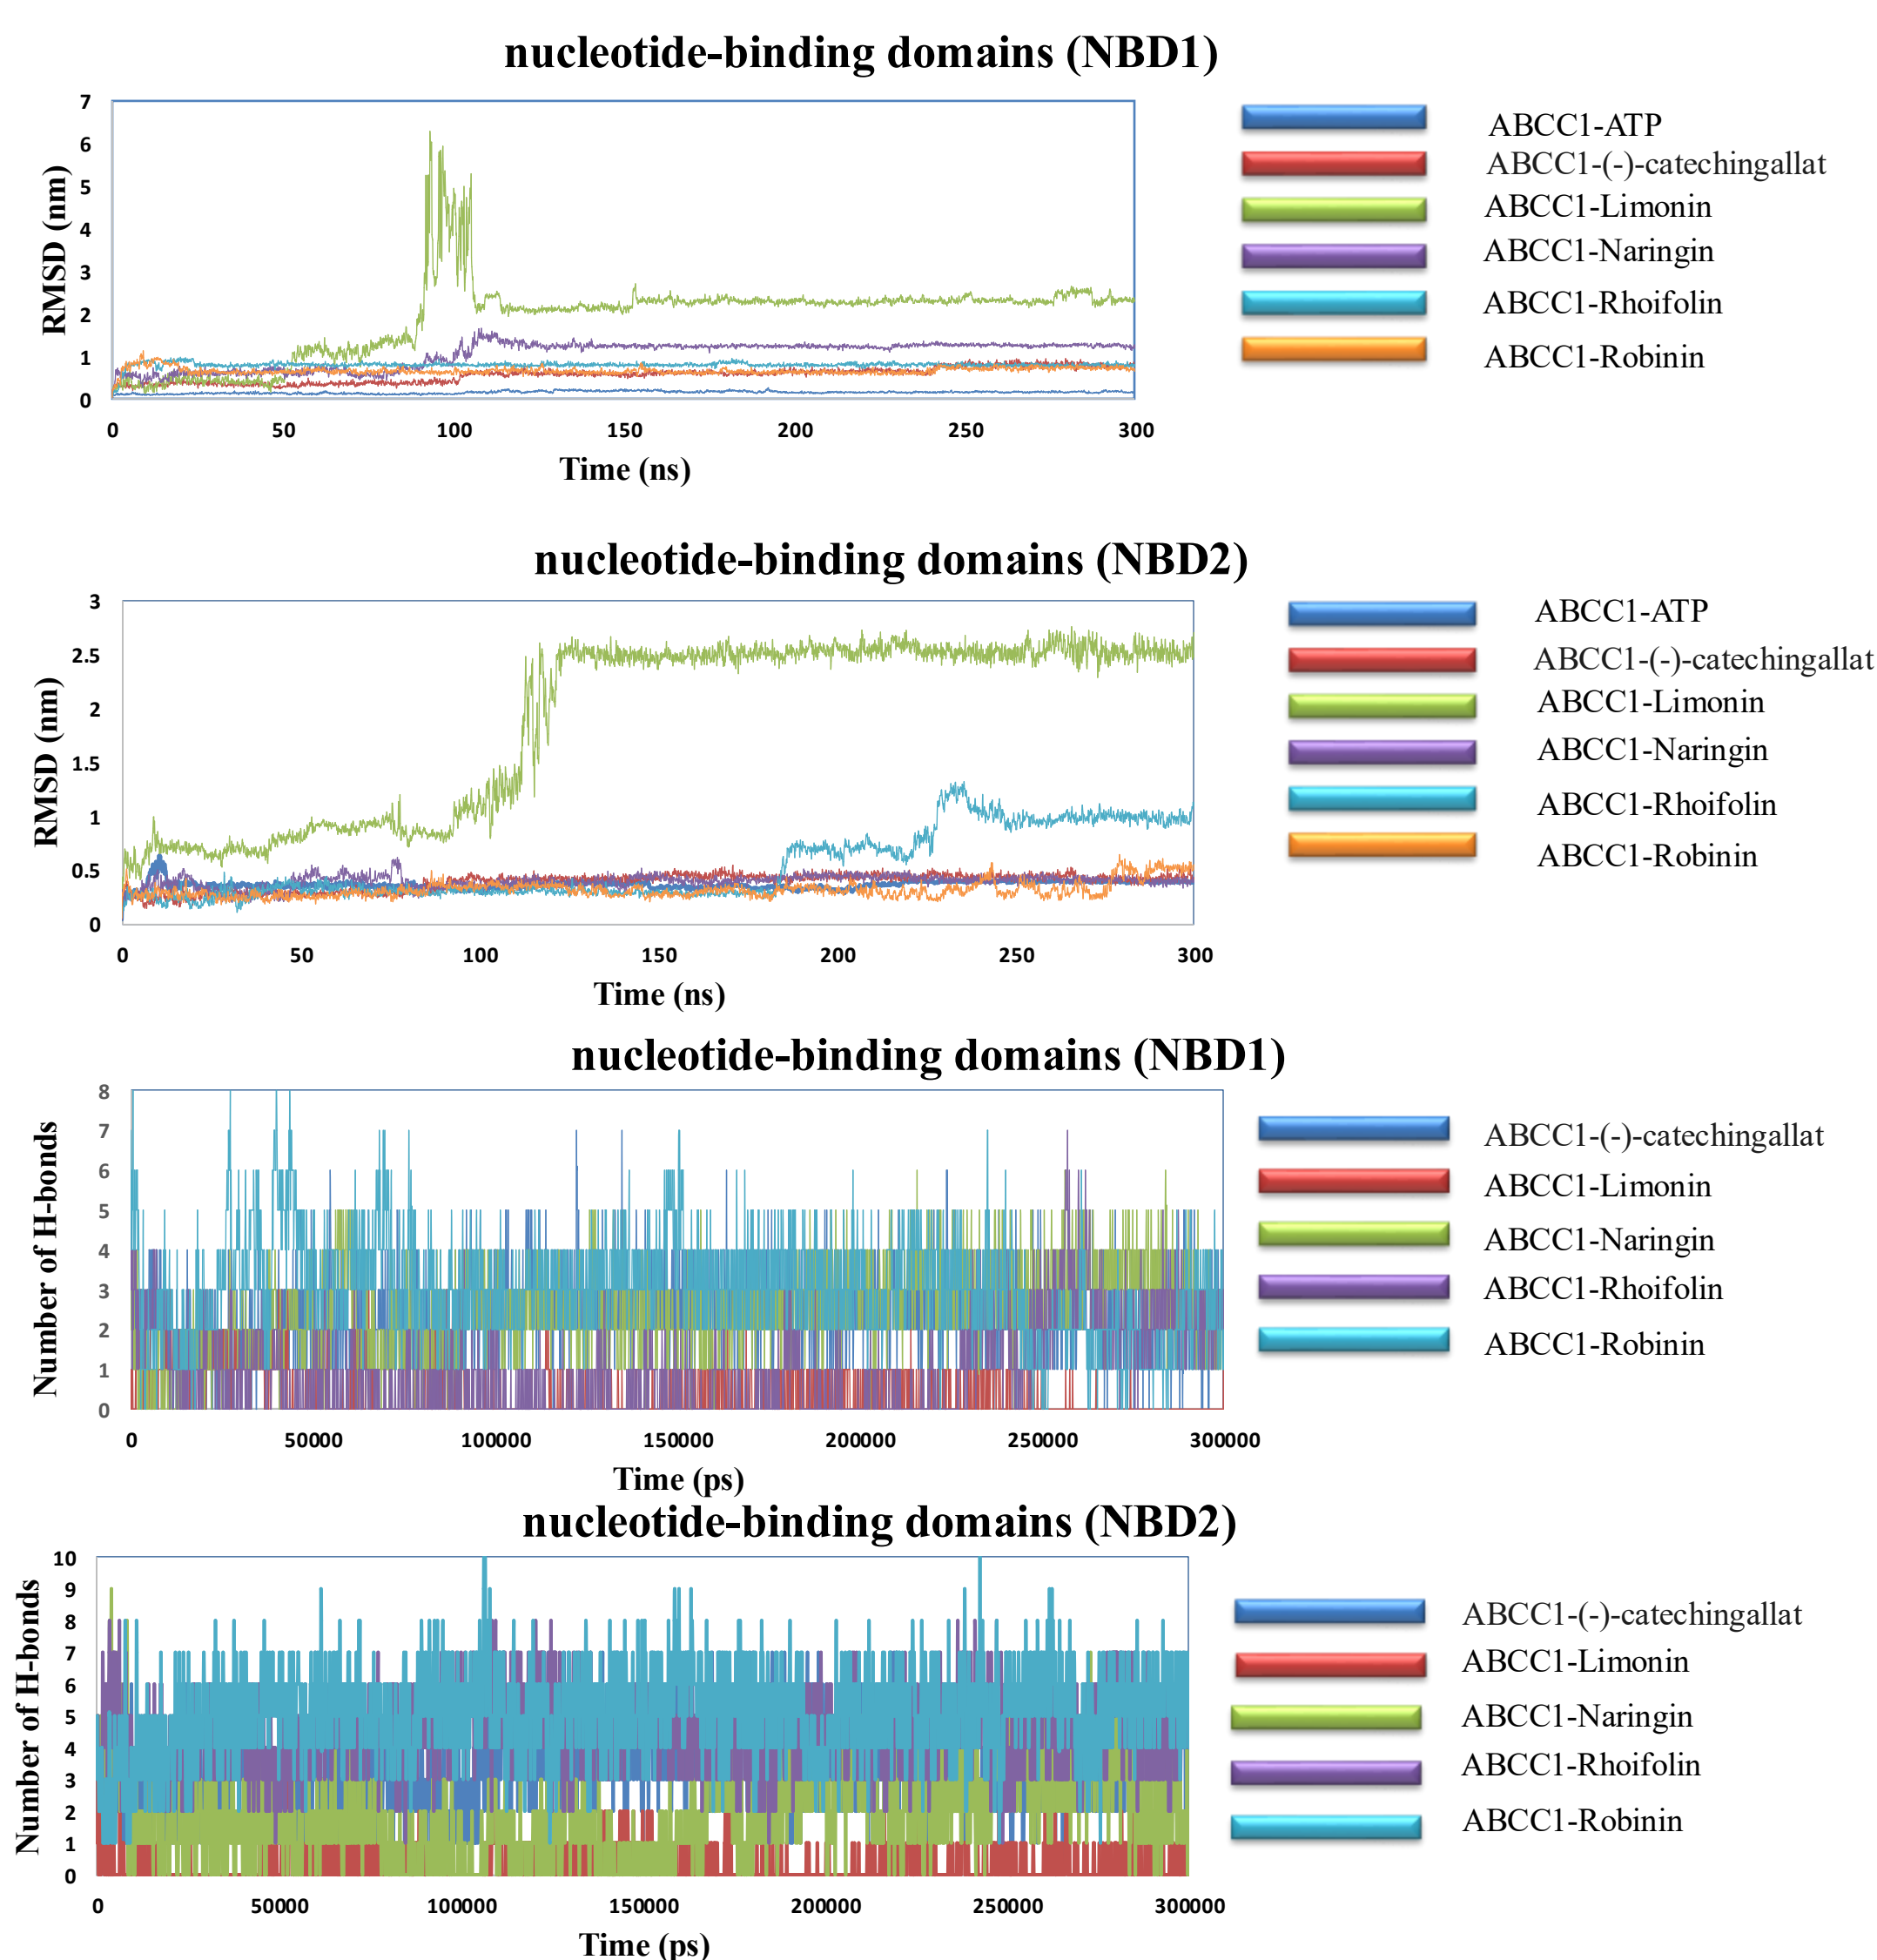 nucleotide-binding domains (NBD1)
7
6
5
4
3
2
1
0
RMSD (nm)
0 50 100 150 200 250 300
Time (ns)
ABCC1-ATP
ABCC1-(-)-catechingallat
ABCC1-Limonin
ABCC1-Naringin
ABCC1-Rhoifolin
ABCC1-Robinin
nucleotide-binding domains (NBD2)
3
2.5
2
1.5
1
0.5
0
RMSD (nm)
0 50 100 150 200 250 300
Time (ns)
ABCC1-ATP
ABCC1-(-)-catechingallat
ABCC1-Limonin
ABCC1-Naringin
ABCC1-Rhoifolin
ABCC1-Robinin
nucleotide-binding domains (NBD1)
8
7
6
5
4
3
2
1
0
Number of H-bonds
0 50000 100000 150000 200000 250000 300000
Time (ps)
ABCC1-(-)-catechingallat
ABCC1-Limonin
ABCC1-Naringin
ABCC1-Rhoifolin
ABCC1-Robinin
nucleotide-binding domains (NBD2)
10
9
8
7
6
5
4
3
2
1
0
Number of H-bonds
0 50000 100000 150000 200000 250000 300000
Time (ps)
ABCC1-(-)-catechingallat
ABCC1-Limonin
ABCC1-Naringin
ABCC1-Rhoifolin
ABCC1-Robinin